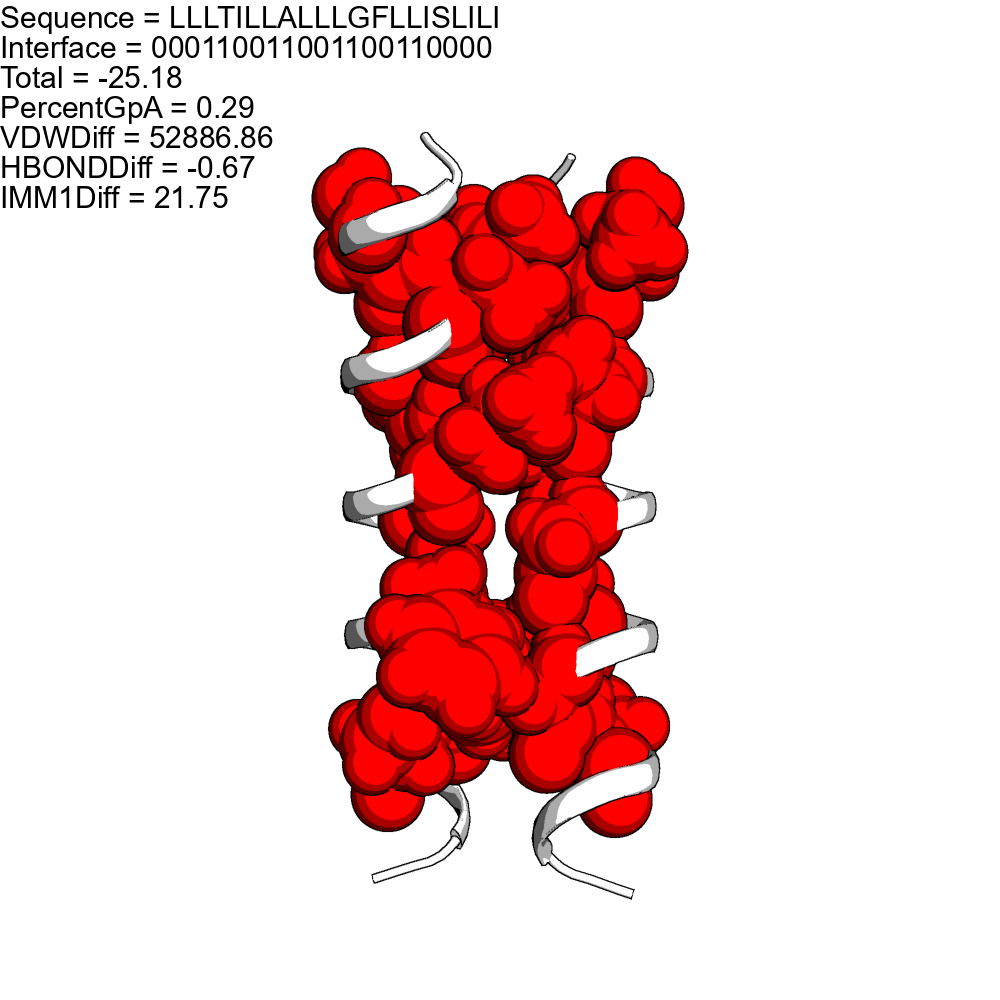 Sequence = LLLTILLALLLGFLLISLILI
Interface = 000110011001100110000
Total = -25.18
PercentGpA = 0.29
VDWDiff = 52886.86
HBONDDiff = -0.67
IMM1Diff = 21.75